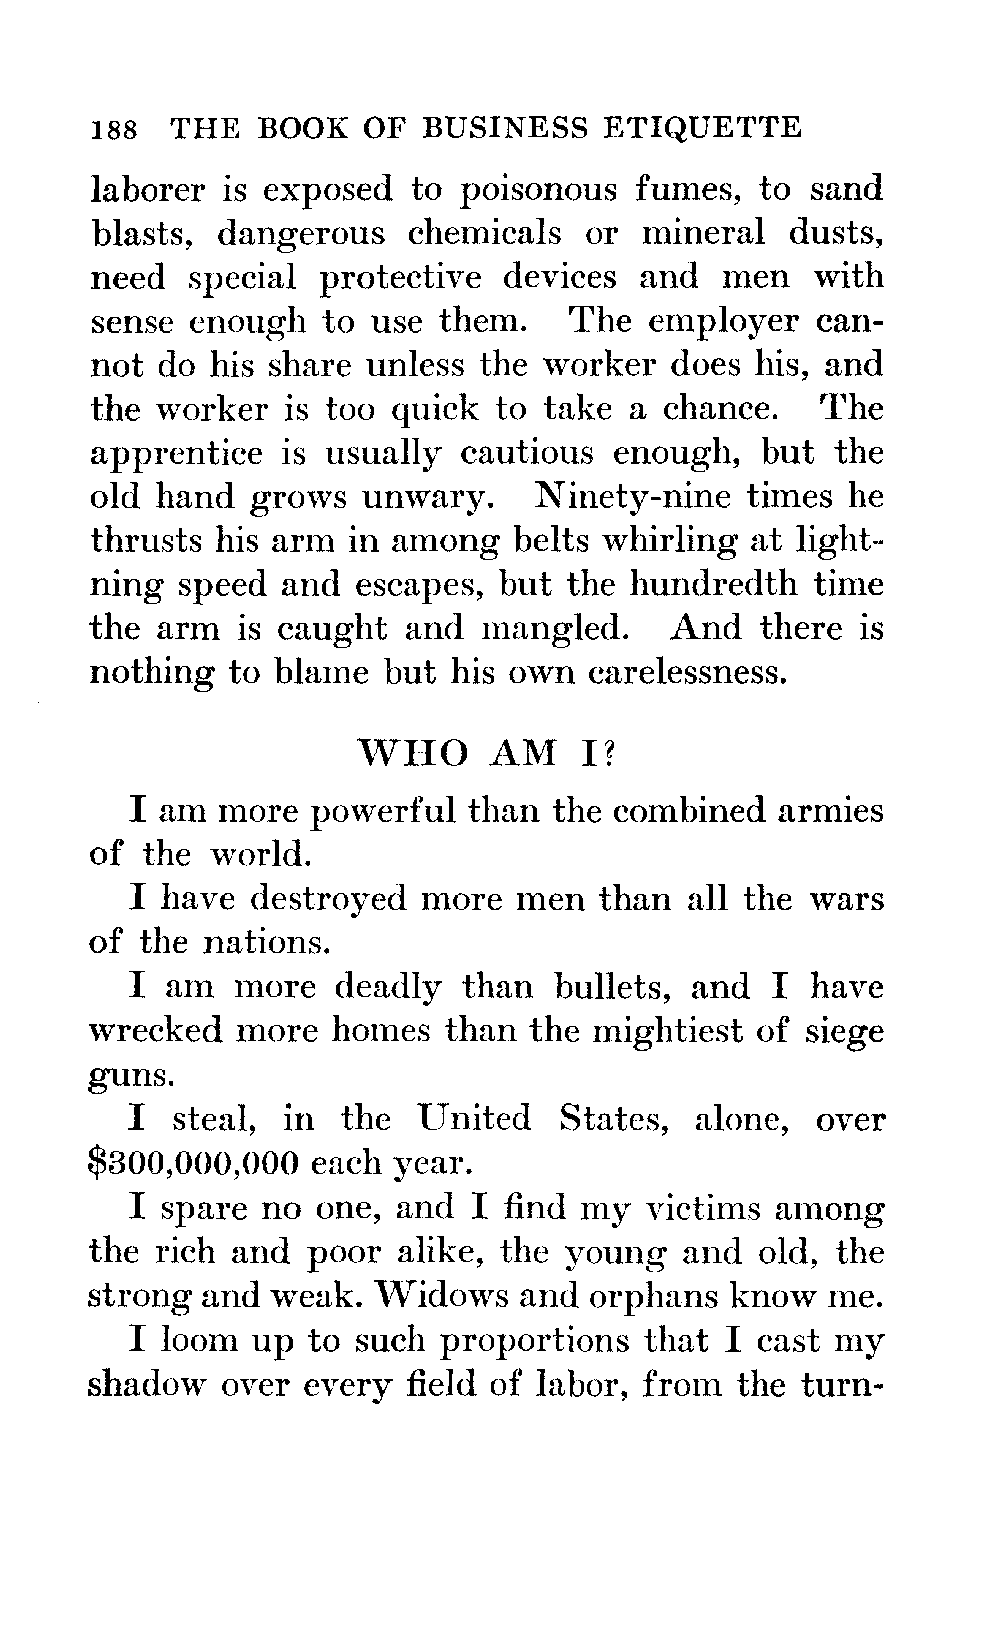 188 THE BOOK OF BUSINESS ETIQUETTE
laborer is exposed to poisonous fumes, to sand
blasts, dangerous chemicals or mineral dusts,
need special protective devices and men with
sense enough to use them. The employer can-
not do his share unless the worker does his, and
the worker is too quick to take a chance. The
apprentice is usually cautious enough, but the
old hand grows unwary. Ninety-nine times he
thrusts his arm in among belts whirling at light-
ning speed and escapes, but the hundredth time
the arm is caught and mangled. And there is
nothing to blame but his own carelessness.
WHO AM I?
I am more powerful than the combined armies
of the world.
I have destroyed more men than all the wars
of the nations.
I am more deadly than bullets, and I have
wrecked more homes than the mightiest of siege
guns.
I steal, in the United States, alone, over
$300,000,000 each year.
I spare no one, and I find my victims among
the rich and poor alike, the young and old, the
strong and weak. Widows and orphans know me.
I loom up to such proportions that I cast my
shadow over every field of labor, from the turn-